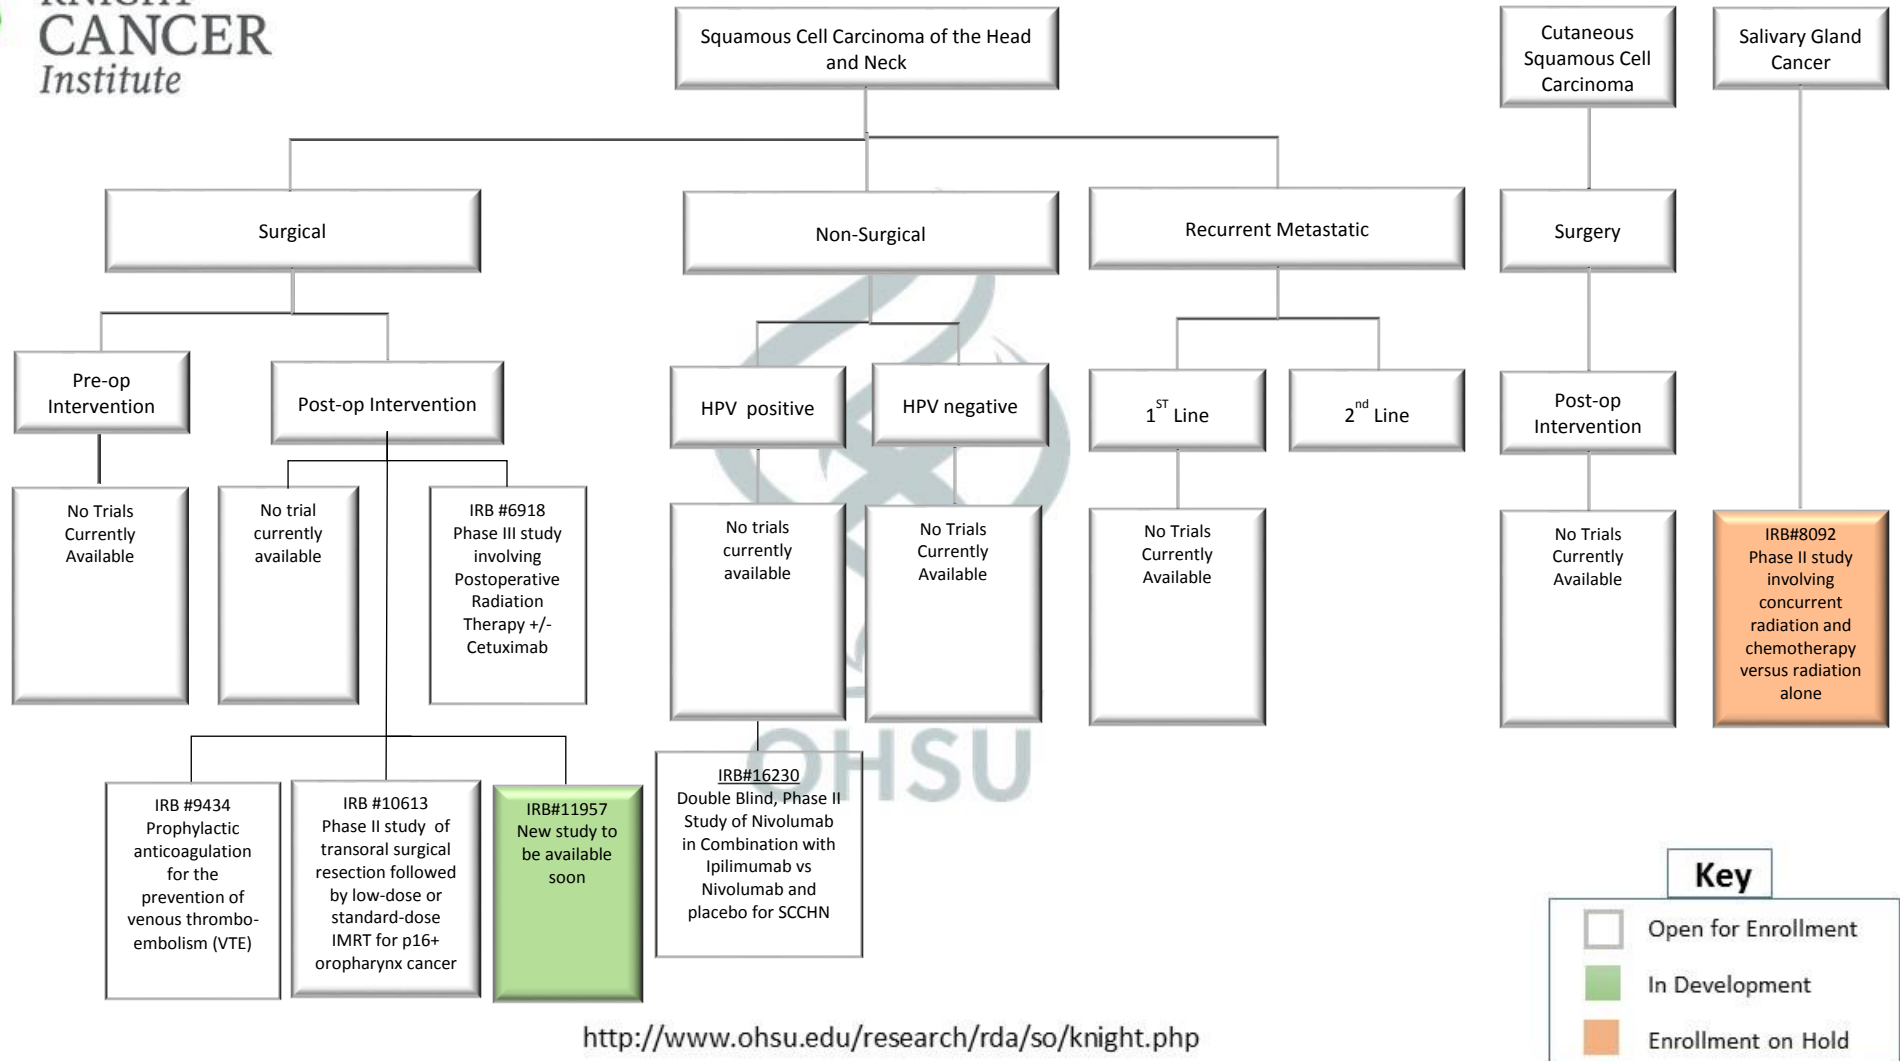 KNIGHT
CANCER
Institute
Squamous Cell Carcinoma of the Head
and Neck
Cutaneous
Squamous Cell
Carcinoma
Salivary Gland
Cancer
Surgical
Non-Surgical
Recurrent Metastatic
Surgery
Pre-op
Intervention
Post-op Intervention
HPV positive
HPV negative
1ST Line
2nd Line
Post-op
Intervention
No Trials
Currently
Available
No trial
currently
available
IRB #6918
Phase III study
involving
Postoperative
Radiation
Therapy +/-
Cetuximab
No trials
currently
available
No Trials
Currently
Available
No Trials
Currently
Available
No Trials
Currently
Available
IRB#8092
Phase II study
involving
concurrent
radiation and
chemotherapy
versus radiation
alone
OHSU
IRB #9434
Prophylactic
anticoagulation
for the
prevention of
venous thrombo-
embolism (VTE)
IRB #10613
Phase II study of
transoral surgical
resection followed
by low-dose or
standard-dose
IMRT for p16+
oropharynx cancer
IRB#11957
New study to
be available
soon
IRB#16230
Double Blind, Phase II
Study of Nivolumab
in Combination with
Ipilimumab vs
Nivolumab and
placebo for SCCHN
Key
Open for Enrollment
In Development
Enrollment on Hold
http://www.ohsu.edu/research/rda/so/knight.php